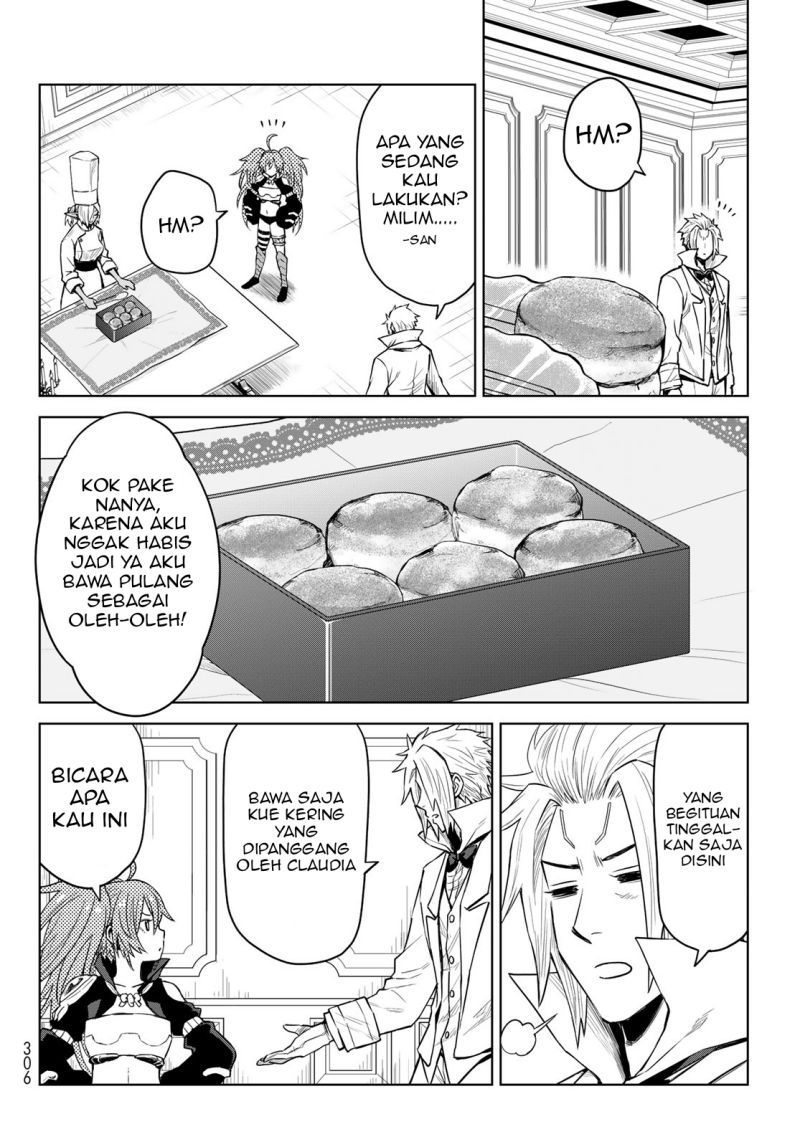 HM?
APA YANG
SEDANG
KAU
LAKUKAN?
MILIM.....
-SAN
HM?
KOK PAKE
NANYA,
KARENA AKU
NGGAK HABIS
JADI YA AKU
BAWA PULANG
SEBAGAI
OLEH-OLEH!
YANG
BEGITUAN
TINGGAL-
KAN SAJA
DISINI
BAWA SAJA
KUE KERING
YANG
DIPANGGANG
OLEH CLAUDIA
BICARA
APA
KAU INI
306